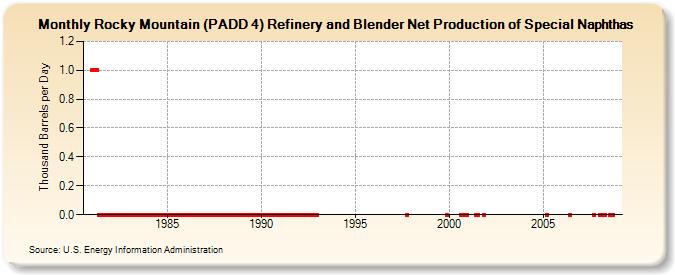 Monthly Rocky Mountain (PADD 4) Refinery and Blender Net Production of Special Naphthas
Thousand Barrels per Day
1.2
1.0
0.8
0.6
0.4
0.2
0.0
1985 1990 1995 2000 2005
Source: U.S. Energy Information Administration